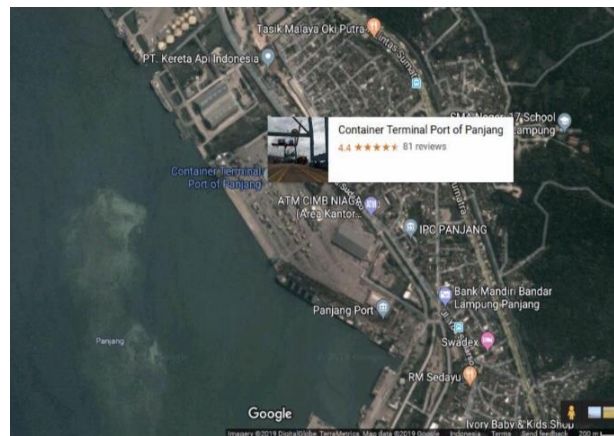 Tasik Malaya Oki Putra
Lintas Sumatra
PT. Kereta Api Indonesia
17 School
Lampung
Container Terminal Port of Panjang
4.4 81 reviews
Container Terminal
Port of Panjang
ATM CIMB NIAGA
(Area Kantor...
IPC PANJANG
Bank Mandiri Bandar
Lampung Panjang
Panjang Port
Panjang
Swadex
RM Sedayu
Google
Ivory Baby & Kids Shop
Imagery ©2019 DigitalGlobe, TerraMetrics, Map data ©2019 Google Indonesia Terms Send feedback 200 m